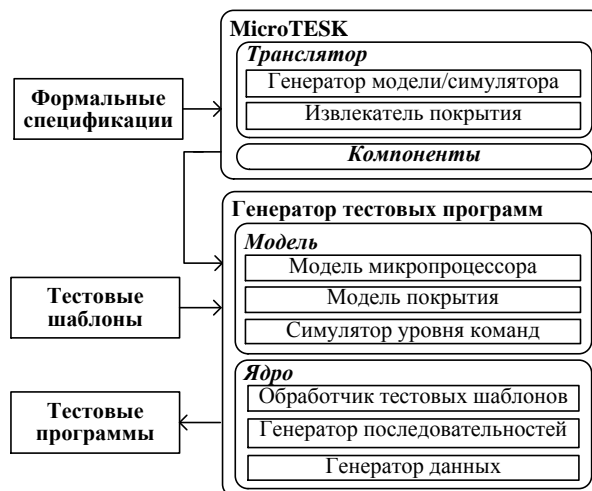 MicroTESK
Транслятор
Генератор модели/симулятора
Извлекатель покрытия
Компоненты
Формальные
спецификации
Генератор тестовых программ
Модель
Модель микропроцессора
Модель покрытия
Симулятор уровня команд
Тестовые
шаблоны
Ядро
Обработчик тестовых шаблонов
Генератор последовательностей
Генератор данных
Тестовые
программы